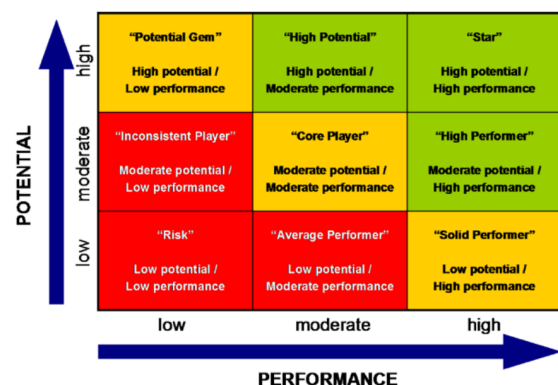 POTENTIAL
high
moderate
low
“Potential Gem”
High potential /
Low performance
“High Potential”
High potential /
Moderate performance
“Star”
High potential /
High performance
“Inconsistent Player”
Moderate potential /
Low performance
“Core Player”
Moderate potential /
Moderate performance
“High Performer”
Moderate potential /
High performance
“Risk”
Low potential /
Low performance
“Average Performer”
Low potential /
Moderate performance
“Solid Performer”
Low potential /
High performance
low
moderate
high
PERFORMANCE